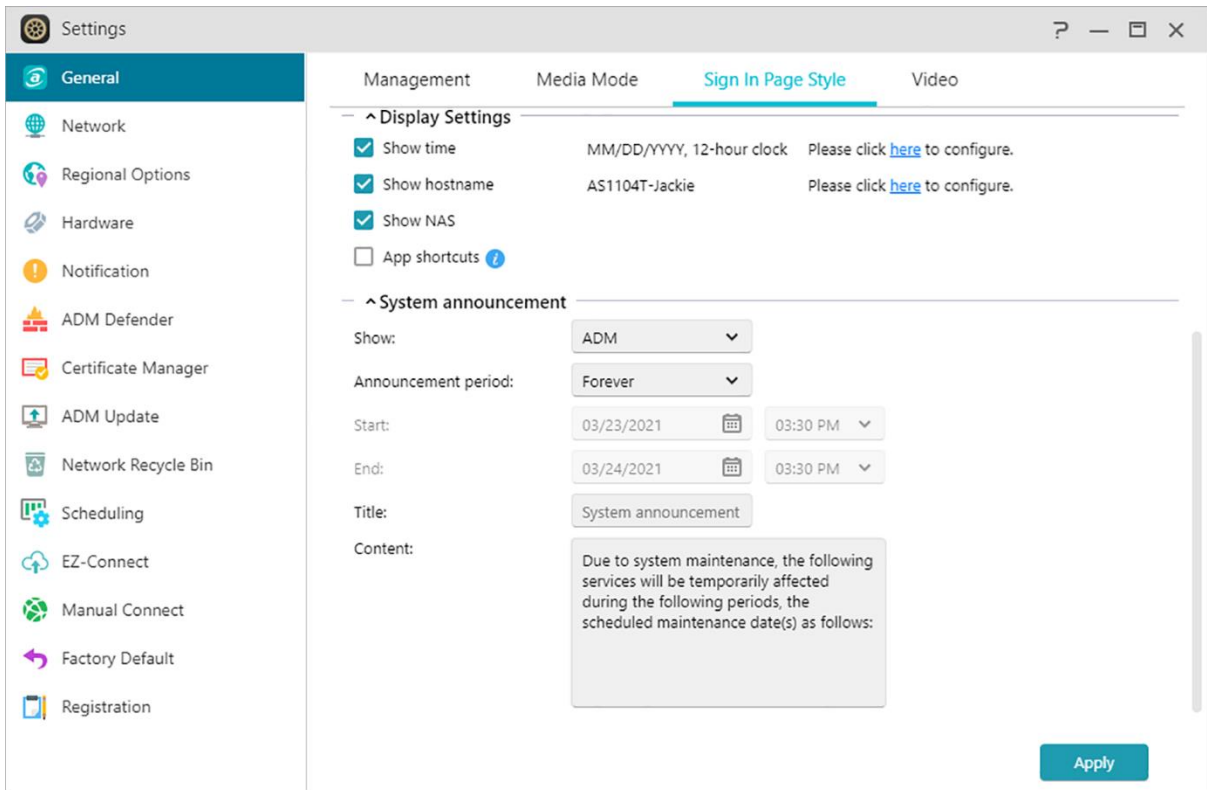 Settings
General
Network
Regional Options
Hardware
Notification
ADM Defender
Certificate Manager
ADM Update
Network Recycle Bin
Scheduling
EZ-Connect
Manual Connect
Factory Default
Registration
Management Media Mode Sign In Page Style Video
Display Settings
Show time MM/DD/YYYY, 12-hour clock Please click here to configure.
Show hostname AS1104T-Jackie Please click here to configure.
Show NAS
App shortcuts
System announcement
Show: ADM
Announcement period: Forever
Start: 03/23/2021 03:30 PM
End: 03/24/2021 03:30 PM
Title: System announcement
Content:
Due to system maintenance, the following
services will be temporarily affected
during the following periods, the
scheduled maintenance date(s) as follows:
Apply